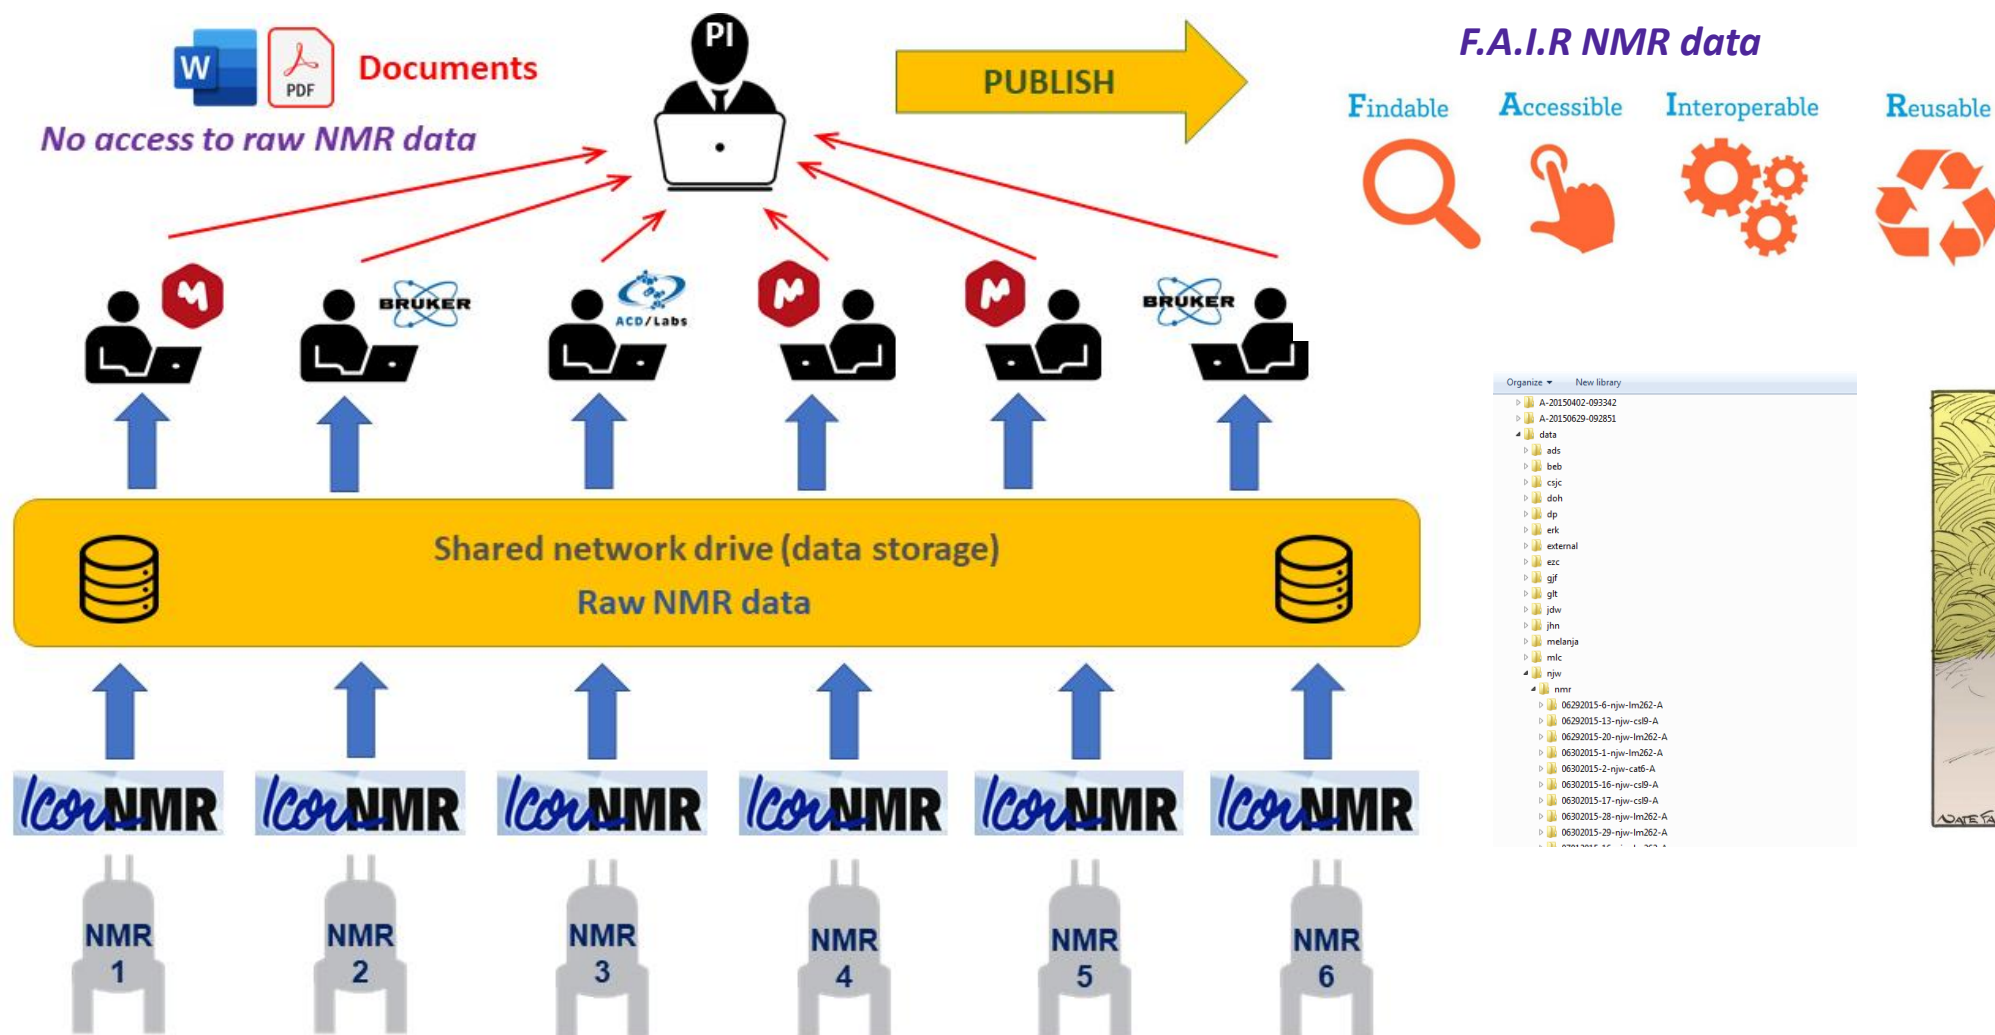 W
PDF
Documents
No access to raw NMR data
PI
PUBLISH
F.A.I.R NMR data
Findable
Accessible
Interoperable
Reusable
BRUKER
ACD/Labs
BRUKER
Shared network drive (data storage)
Raw NMR data
IconNMR
IconNMR
IconNMR
IconNMR
IconNMR
IconNMR
NMR
1
NMR
2
NMR
3
NMR
4
NMR
5
NMR
6
Organize
New library
A-20150402-093342
A-20150629-092851
data
ads
beb
csjc
doh
dp
erk
external
ezc
gjf
glt
jdw
jhn
melanja
mlc
njw
nmr
06292015-6-njw-lm262-A
06292015-13-njw-csl9-A
06292015-20-njw-lm262-A
06302015-1-njw-lm262-A
06302015-2-njw-cat6-A
06302015-16-njw-csl9-A
06302015-17-njw-csl9-A
06302015-28-njw-lm262-A
06302015-29-njw-lm262-A